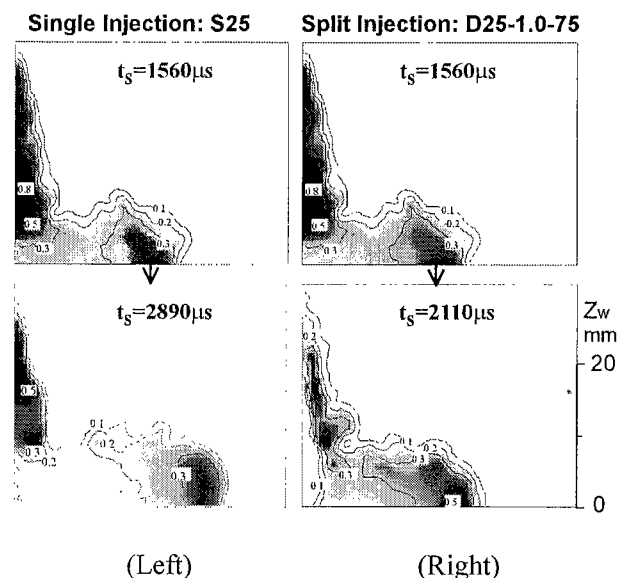 Single Injection: S25 Split Injection: D25-1.0-75
tₛ=1560μs tₛ=1560μs
0.8 0.5 0.3 0.1 0.2 0.3
0.8 0.5 0.3 0.1 0.2 0.3
tₛ=2890μs tₛ=2110μs
0.5 0.3 0.2 0.1 0.2 0.3
0.2 0.1 0.3 0.1 0.2 0.3 0.5
Zw
mm
20
0
(Left) (Right)